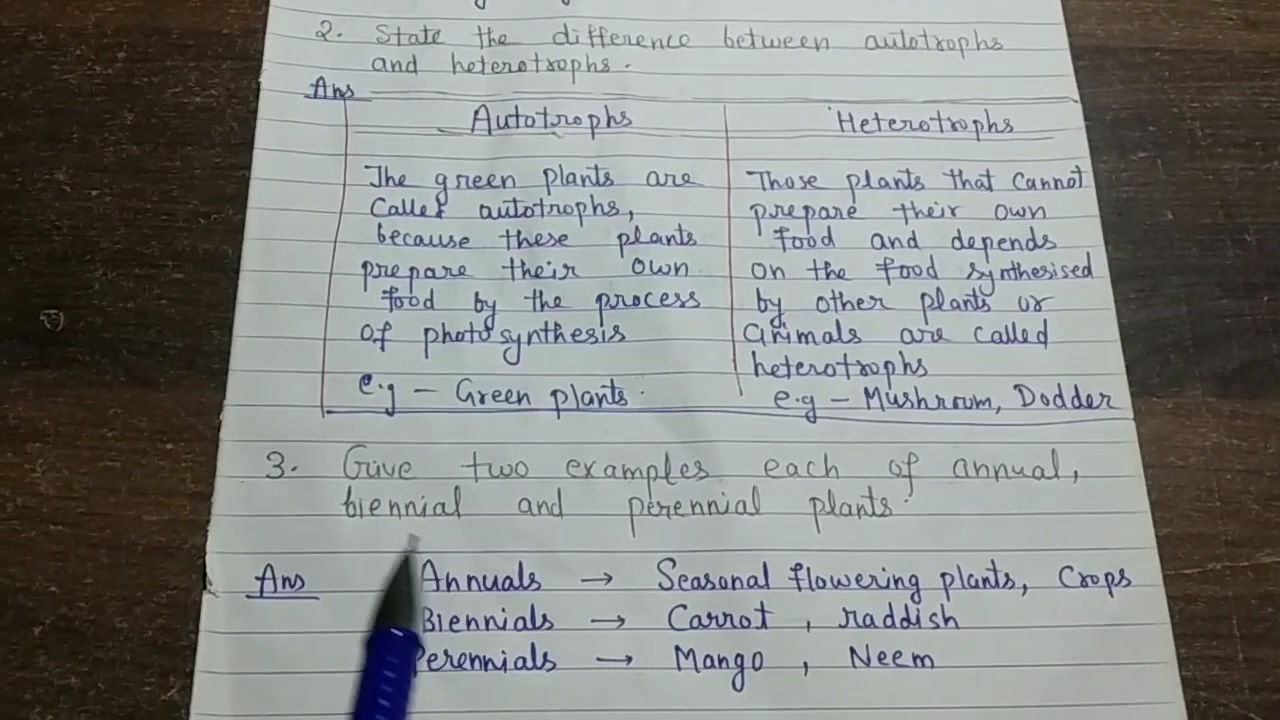 2. State the difference between autotrophs
and heterotrophs.
Ans
Autotrophs
The green plants are
called autotrophs,
because these plants
prepare their own
food by the process
of photosynthesis
e.g – Green plants.
Heterotrophs
Those plants that cannot
prepare their own
food and depends
on the food synthesised
by other plants or
animals are called
heterotrophs
e.g – Mushroom, Dodder
3. Give two examples each of annual,
biennial and perennial plants.
Ans Annuals → Seasonal flowering plants, Crops
Biennials → Carrot , raddish
Perennials → Mango , Neem